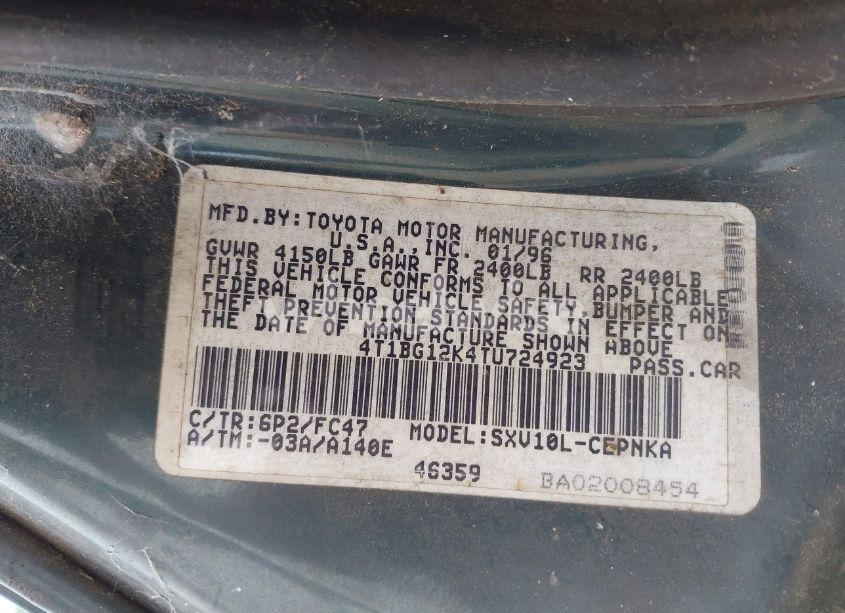 MFD.BY:TOYOTA MOTOR MANUFACTURING,
U.S.A.,INC. 01/96
GVWR 4150LB GAWR FR 2400LB RR 2400LB
THIS VEHICLE CONFORMS TO ALL APPLICABLE
FEDERAL MOTOR VEHICLE SAFETY,BUMPER AND
THEFT PREVENTION STANDARDS IN EFFECT ON
THE DATE OF MANUFACTURE SHOWN ABOVE
4T1BG12K4TU724923 PASS.CAR
C/TR:6P2/FC47 MODEL:SXV10L-CEPNKA
A/TM:-03A/A140E
46359 BA02008454